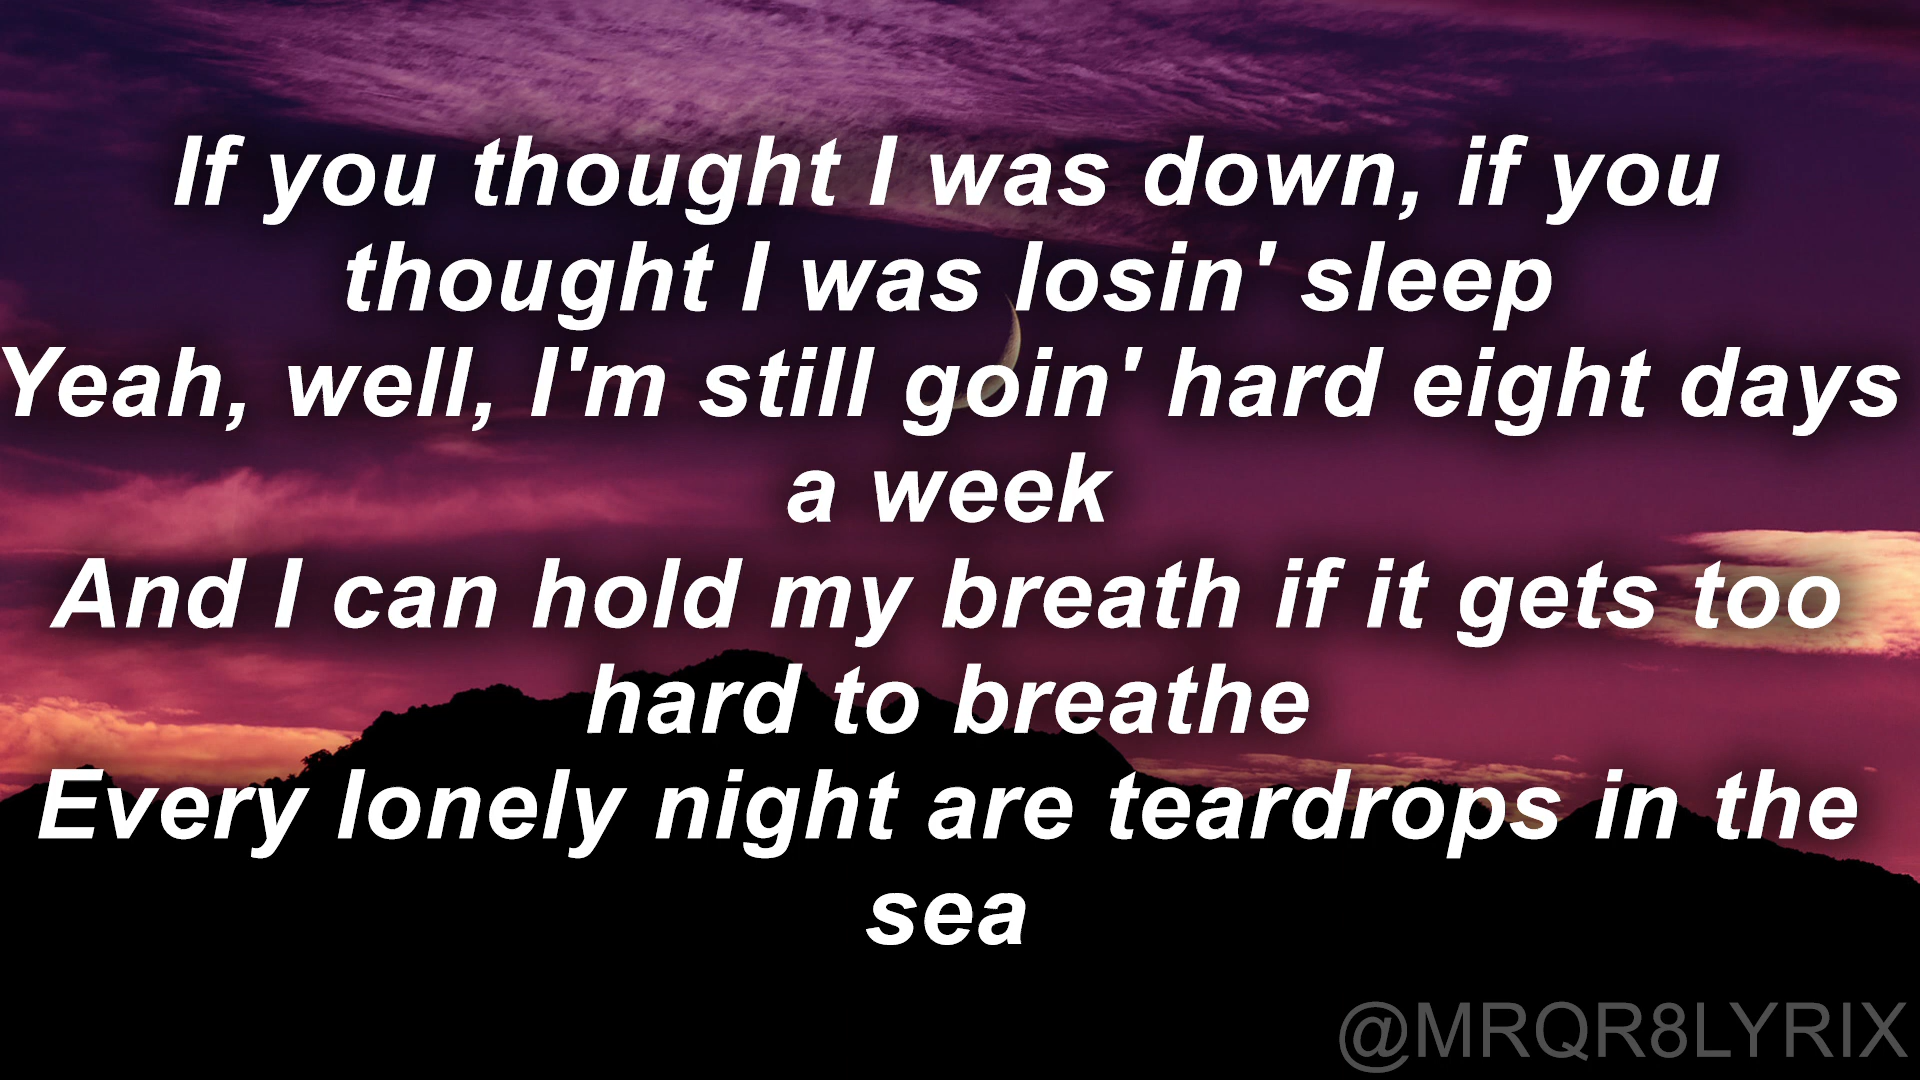 If you thought I was down, if you
thought I was losin' sleep
Yeah, well, I'm still goin' hard eight days
a week
And I can hold my breath if it gets too
hard to breathe
Every lonely night are teardrops in the
sea
@MRQR8LYRIX